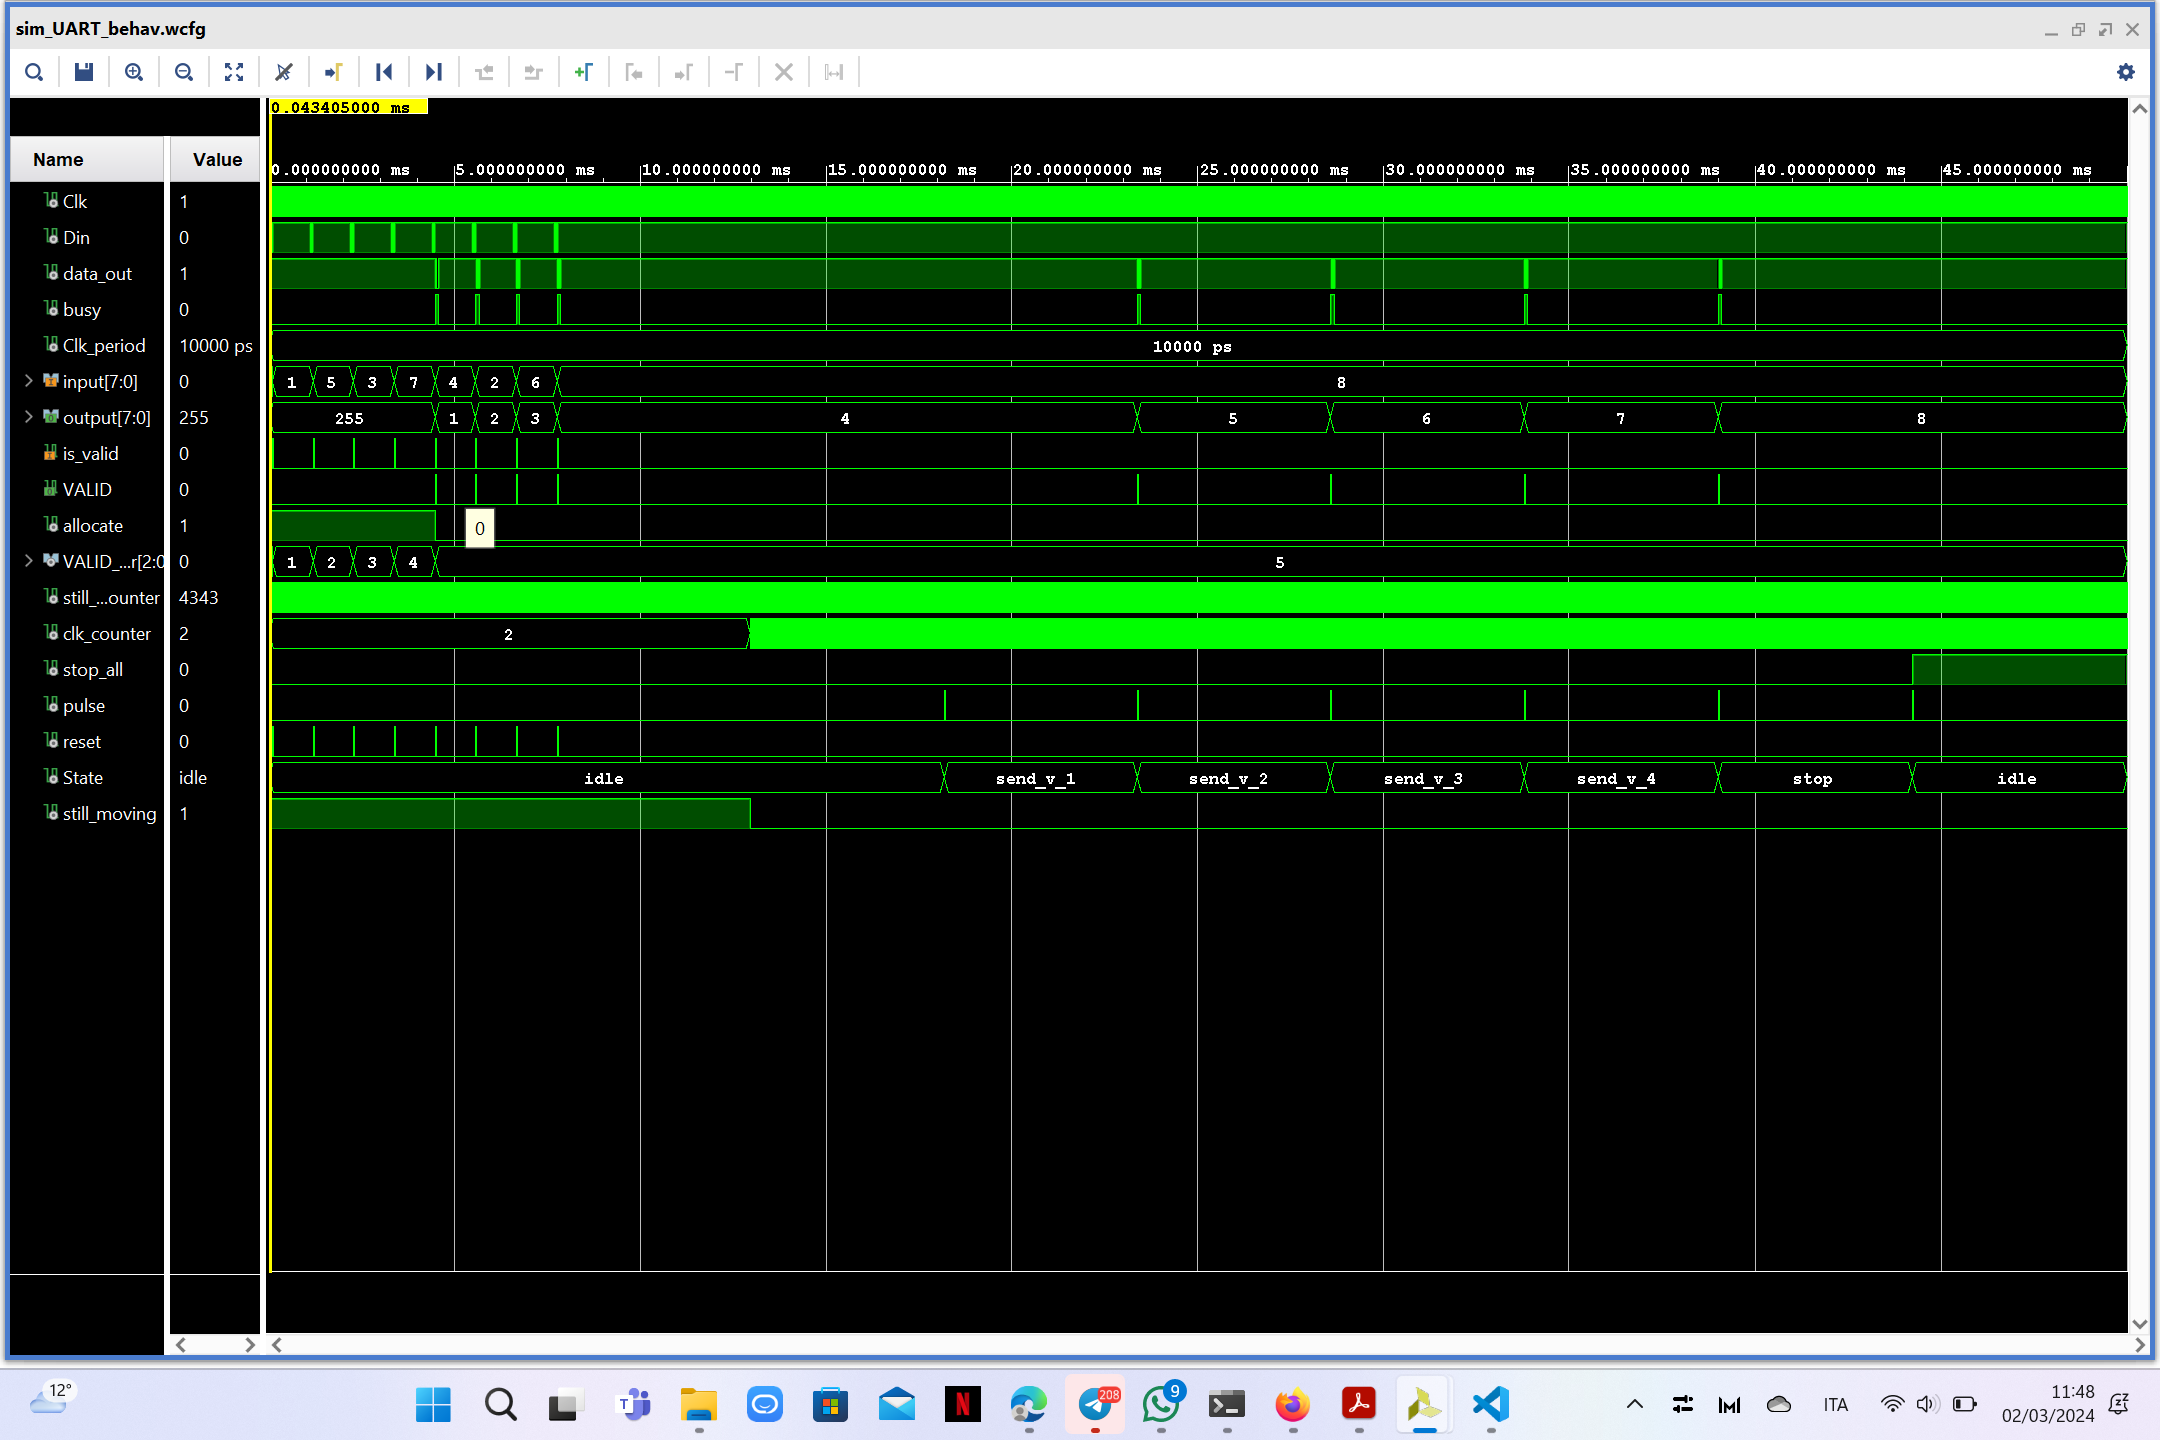 sim_UART_behav.wcfg
0.043405000 ms
Name Value
0.000000000 ms 5.000000000 ms 10.000000000 ms 15.000000000 ms 20.000000000 ms 25.000000000 ms 30.000000000 ms 35.000000000 ms 40.000000000 ms 45.000000000 ms
Clk 1
Din 0
data_out 1
busy 0
Clk_period 10000 ps 10000 ps
input[7:0] 0 1 5 3 7 4 2 6 8
output[7:0] 255 255 1 2 3 4 5 6 7 8
is_valid 0
VALID 0
allocate 1 0
VALID_...r[2:0 0 1 2 3 4 5
still_...ounter 4343
clk_counter 2 2
stop_all 0
pulse 0
reset 0
State idle idle send_v_1 send_v_2 send_v_3 send_v_4 stop idle
still_moving 1
12° T N 208 9 ITA 11:48
02/03/2024